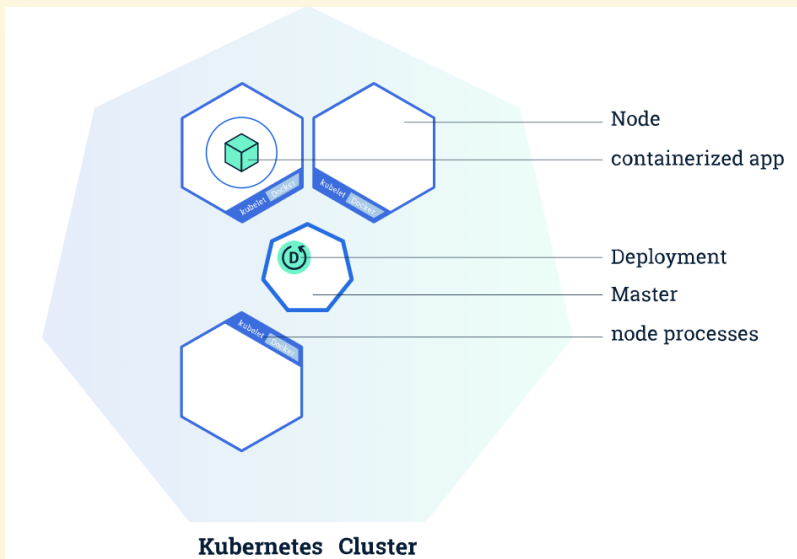 Node
containerized app
kubelet Docker
kubelet Docker
D
Deployment
Master
kubelet Docker
node processes
Kubernetes Cluster